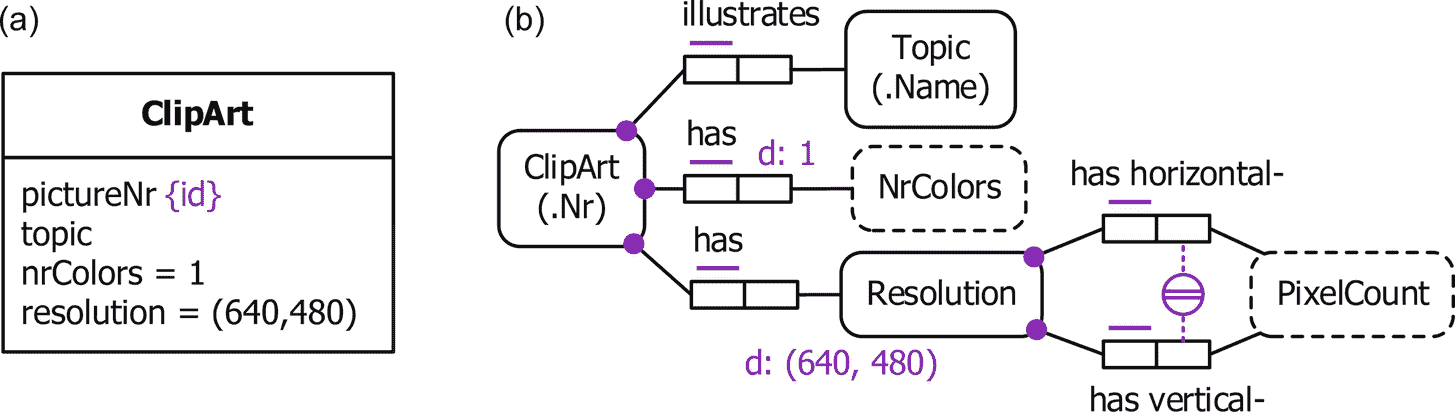 (a)
ClipArt
pictureNr {id}
topic
nrColors = 1
resolution = (640,480)
(b)
illustrates
Topic
(.Name)
ClipArt
(.Nr)
has
d: 1
NrColors
has
Resolution
d: (640, 480)
has horizontal-
PixelCount
has vertical-